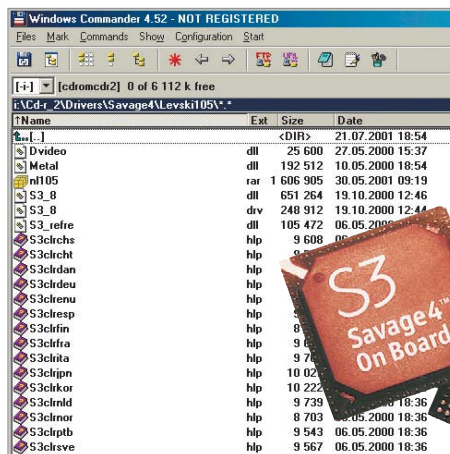 Windows Commander 4.52 - NOT REGISTERED
Files Mark Commands Show Configuration Start
[-i-] [cdromcdr2] 0 of 6 112 k free
i:\Cd-r_2\Drivers\Savage4\Levski105\*.*
↑Name Ext Size Date
[..] <DIR> 21.07.2001 18:54
Dvideo dll 25 600 27.05.2000 15:37
Metal dll 192 512 10.05.2000 18:54
nl105 rar 1 606 905 30.05.2001 09:19
S3_8 dll 651 264 19.10.2000 12:46
S3_8 drv 248 912 19.10.2000 12:44
S3_refre dll 105 472 06.05.
S3clrchs hlp 9 608
S3clrcht hlp
S3clrdan hlp
S3clrdeu hlp
S3clrenu hlp
S3clresp hlp
S3clrfin hlp
S3clrfra hlp
S3clrita hlp
S3clrjpn hlp
S3clrkor hlp 10 222
S3clrnld hlp 9 739 18:36
S3clrnor hlp 8 703 18:36
S3clrptb hlp 9 543 06.05.2000 18:36
S3clrsve hlp 9 567 06.05.2000 18:36
S3
Savage4™
On Board